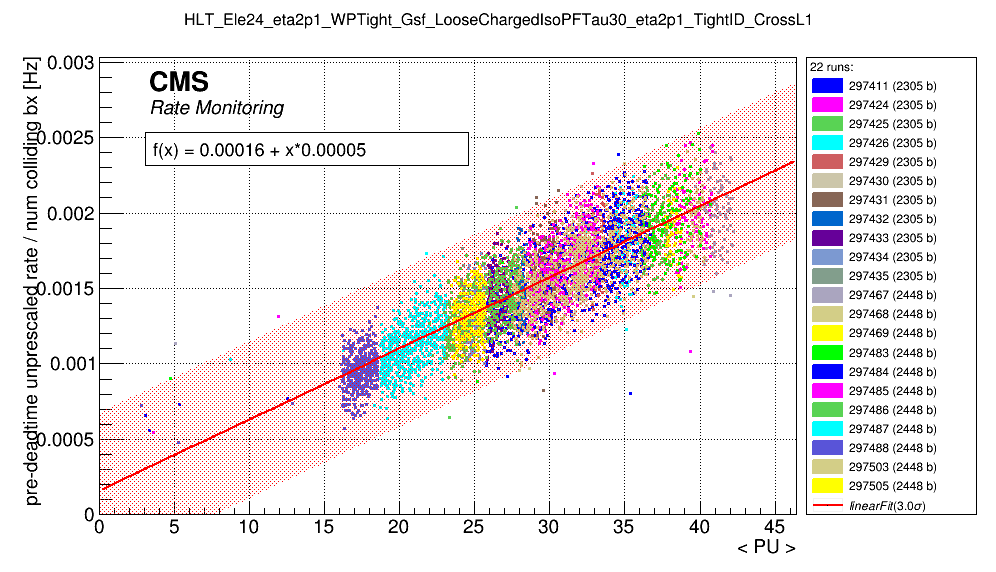 HLT_Ele24_eta2p1_WPTight_Gsf_LooseChargedIsoPFTau30_eta2p1_TightID_CrossL1
pre-deadtime unprescaled rate / num colliding bx [Hz]
0.003
0.0025
0.002
0.0015
0.001
0.0005
0
CMS
Rate Monitoring
f(x) = 0.00016 + x*0.00005
0 5 10 15 20 25 30 35 40 45
< PU >
22 runs:
297411 (2305 b)
297424 (2305 b)
297425 (2305 b)
297426 (2305 b)
297429 (2305 b)
297430 (2305 b)
297431 (2305 b)
297432 (2305 b)
297433 (2305 b)
297434 (2305 b)
297435 (2305 b)
297467 (2448 b)
297468 (2448 b)
297469 (2448 b)
297483 (2448 b)
297484 (2448 b)
297485 (2448 b)
297486 (2448 b)
297487 (2448 b)
297488 (2448 b)
297503 (2448 b)
297505 (2448 b)
linearFit(3.0σ)